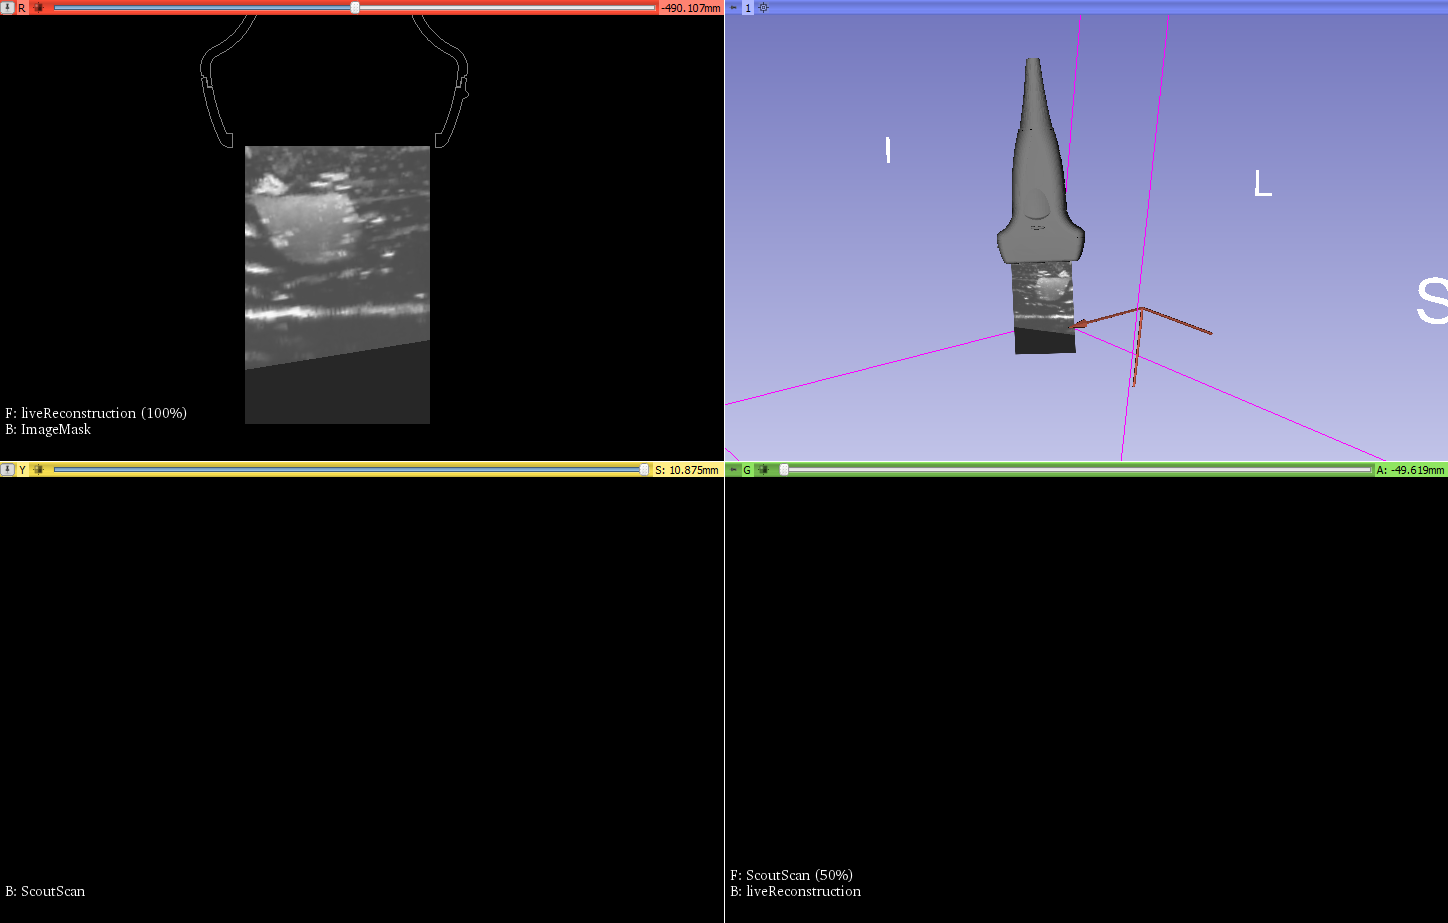 R
-490.107mm
1
I
L
S
F: liveReconstruction (100%)
B: ImageMask
Y
S: 10.875mm
G
A: -49.619mm
B: ScoutScan
F: ScoutScan (50%)
B: liveReconstruction